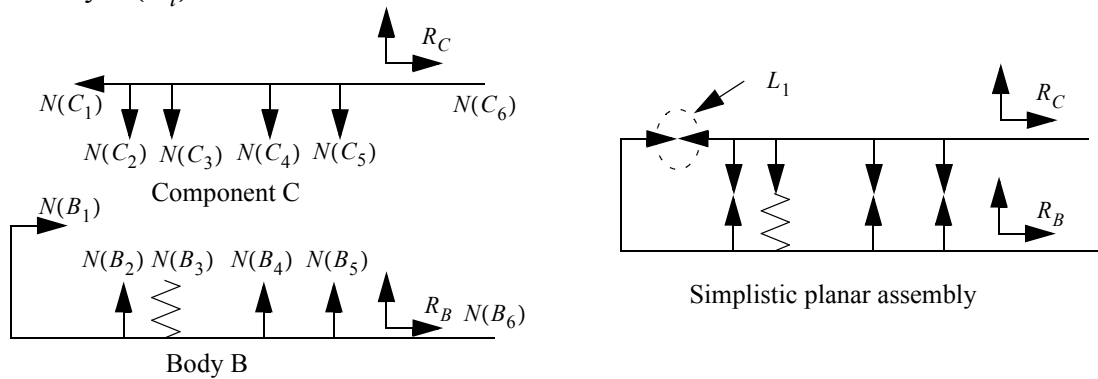 R_C
N(C_1)
N(C_6)
N(C_2) N(C_3) N(C_4) N(C_5)
Component C
N(B_1)
N(B_2) N(B_3) N(B_4) N(B_5)
R_B N(B_6)
Body B
L_1
R_C
R_B
Simplistic planar assembly